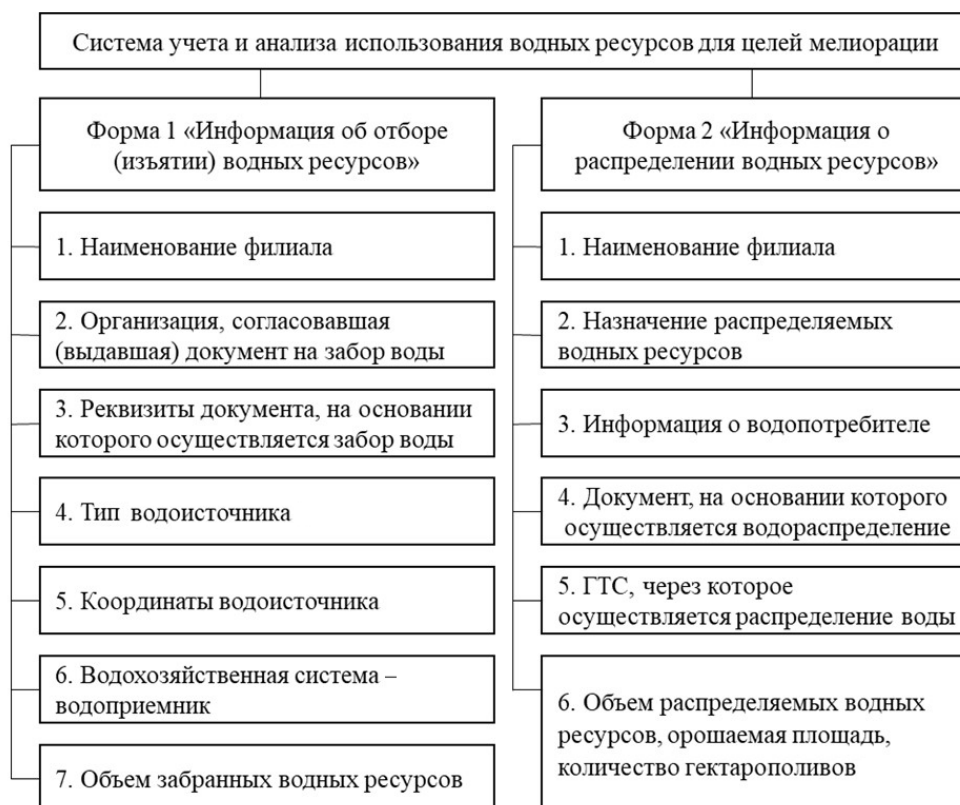 Система учета и анализа использования водных ресурсов для целей мелиорации
Форма 1 «Информация об отборе
(изъятии) водных ресурсов»
1. Наименование филиала
2. Организация, согласовавшая
(выдавшая) документ на забор воды
3. Реквизиты документа, на основании
которого осуществляется забор воды
4. Тип водоисточника
5. Координаты водоисточника
6. Водохозяйственная система –
водоприемник
7. Объем забранных водных ресурсов
Форма 2 «Информация о
распределении водных ресурсов»
1. Наименование филиала
2. Назначение распределяемых
водных ресурсов
3. Информация о водопотребителе
4. Документ, на основании которого
осуществляется водораспределение
5. ГТС, через которое
осуществляется распределение воды
6. Объем распределяемых водных
ресурсов, орошаемая площадь,
количество гектарополивов